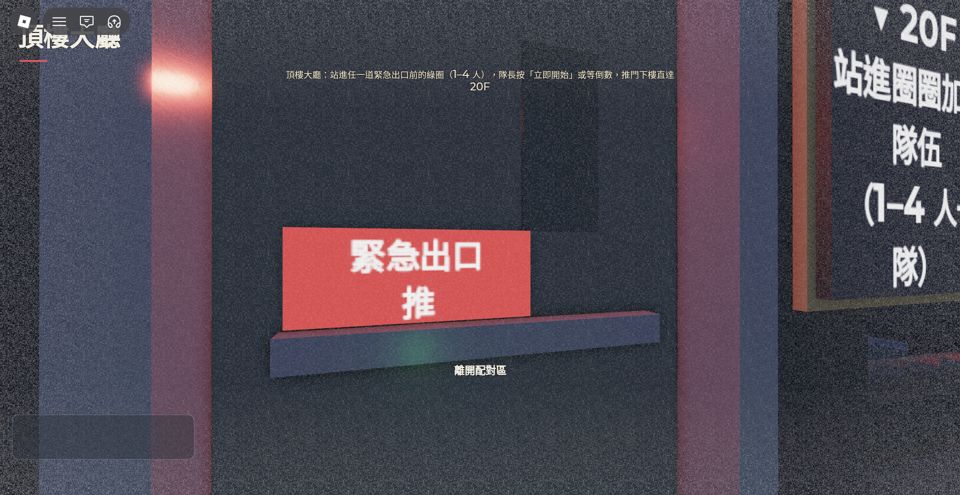 頂樓大廳
頂樓大廳：站進任一道緊急出口前的綠圈（1–4 人），隊長按「立即開始」或等倒數，推門下樓直達
20F
緊急出口
推
離開配對區
▼ 20F
站進圈圈加
隊伍
(1–4 人一
隊)